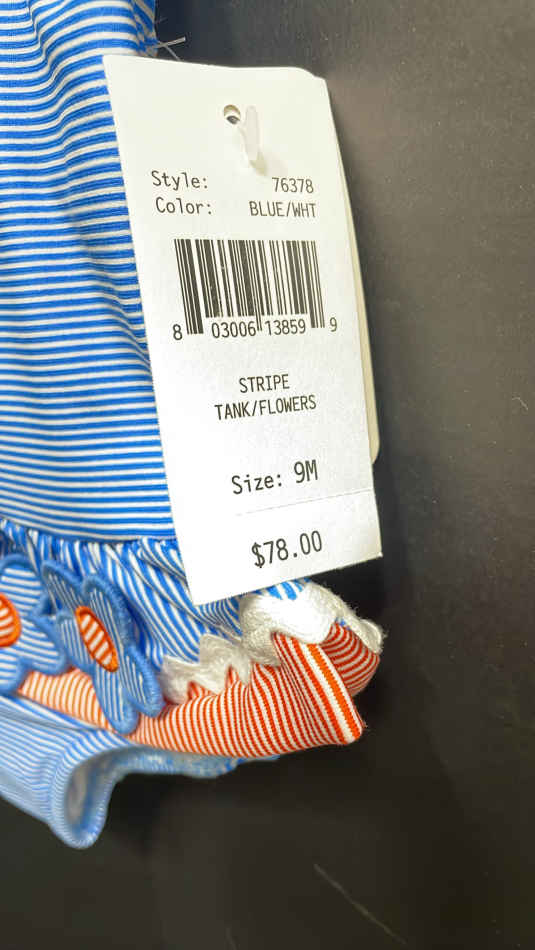 Style: 76378
Color: BLUE/WHT
8 03006 13859 9
STRIPE
TANK/FLOWERS
Size: 9M
$78.00